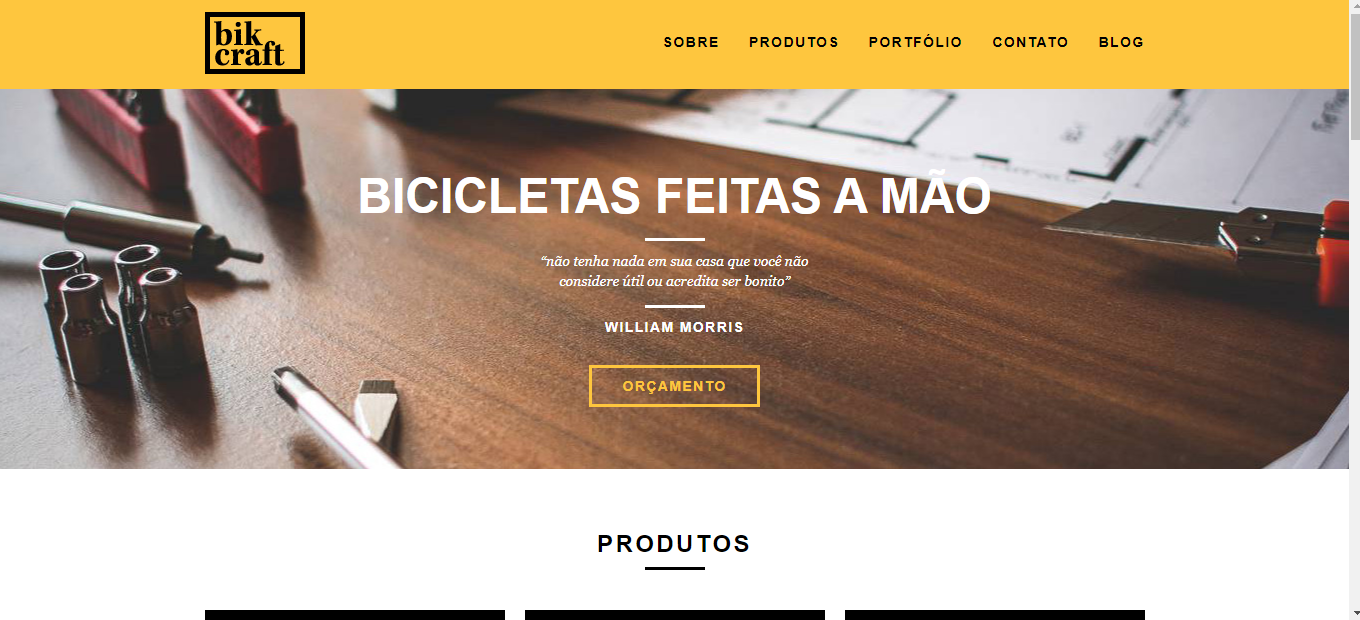 bik
craft
SOBRE PRODUTOS PORTFÓLIO CONTATO BLOG
BICICLETAS FEITAS A MÃO
“não tenha nada em sua casa que você não
considere útil ou acredita ser bonito”
WILLIAM MORRIS
ORÇAMENTO
PRODUTOS